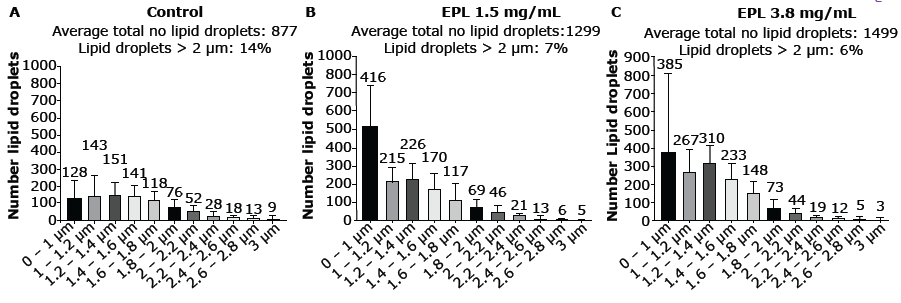 A
Control
Average total no lipid droplets: 877
Lipid droplets > 2 µm: 14%
Number lipid droplets
1000
900
800
700
600
500
400
300
200
100
0
128
143
151
141
118
76
52
28
18
13
9
0 – 1 µm
1 – 1.2 µm
1.2 – 1.4 µm
1.4 – 1.6 µm
1.6 – 1.8 µm
1.8 – 2 µm
2.2 – 2.2 µm
2.2 – 2.4 µm
2.4 – 2.6 µm
2.6 – 2.8 µm
3 µm
B
EPL 1.5 mg/mL
Average total no lipid droplets:1299
Lipid droplets > 2 µm: 7%
Number lipid droplets
1000
900
800
700
600
500
400
300
200
100
0
416
215
226
170
117
69
46
21
13
6
5
0 – 1 µm
1 – 1.2 µm
1.2 – 1.4 µm
1.4 – 1.6 µm
1.6 – 1.8 µm
1.8 – 2 µm
2.2 – 2.2 µm
2.2 – 2.4 µm
2.4 – 2.6 µm
2.6 – 2.8 µm
3 µm
C
EPL 3.8 mg/mL
Average total no lipid droplets: 1499
Lipid droplets > 2 µm: 6%
Number Lipid droplets
900
800
700
600
500
400
300
200
100
0
385
267
310
233
148
73
44
19
12
5
3
0 – 1 µm
1 – 1.2 µm
1.2 – 1.4 µm
1.4 – 1.6 µm
1.6 – 1.8 µm
1.8 – 2 µm
2.2 – 2.2 µm
2.2 – 2.4 µm
2.4 – 2.6 µm
2.6 – 2.8 µm
3 µm